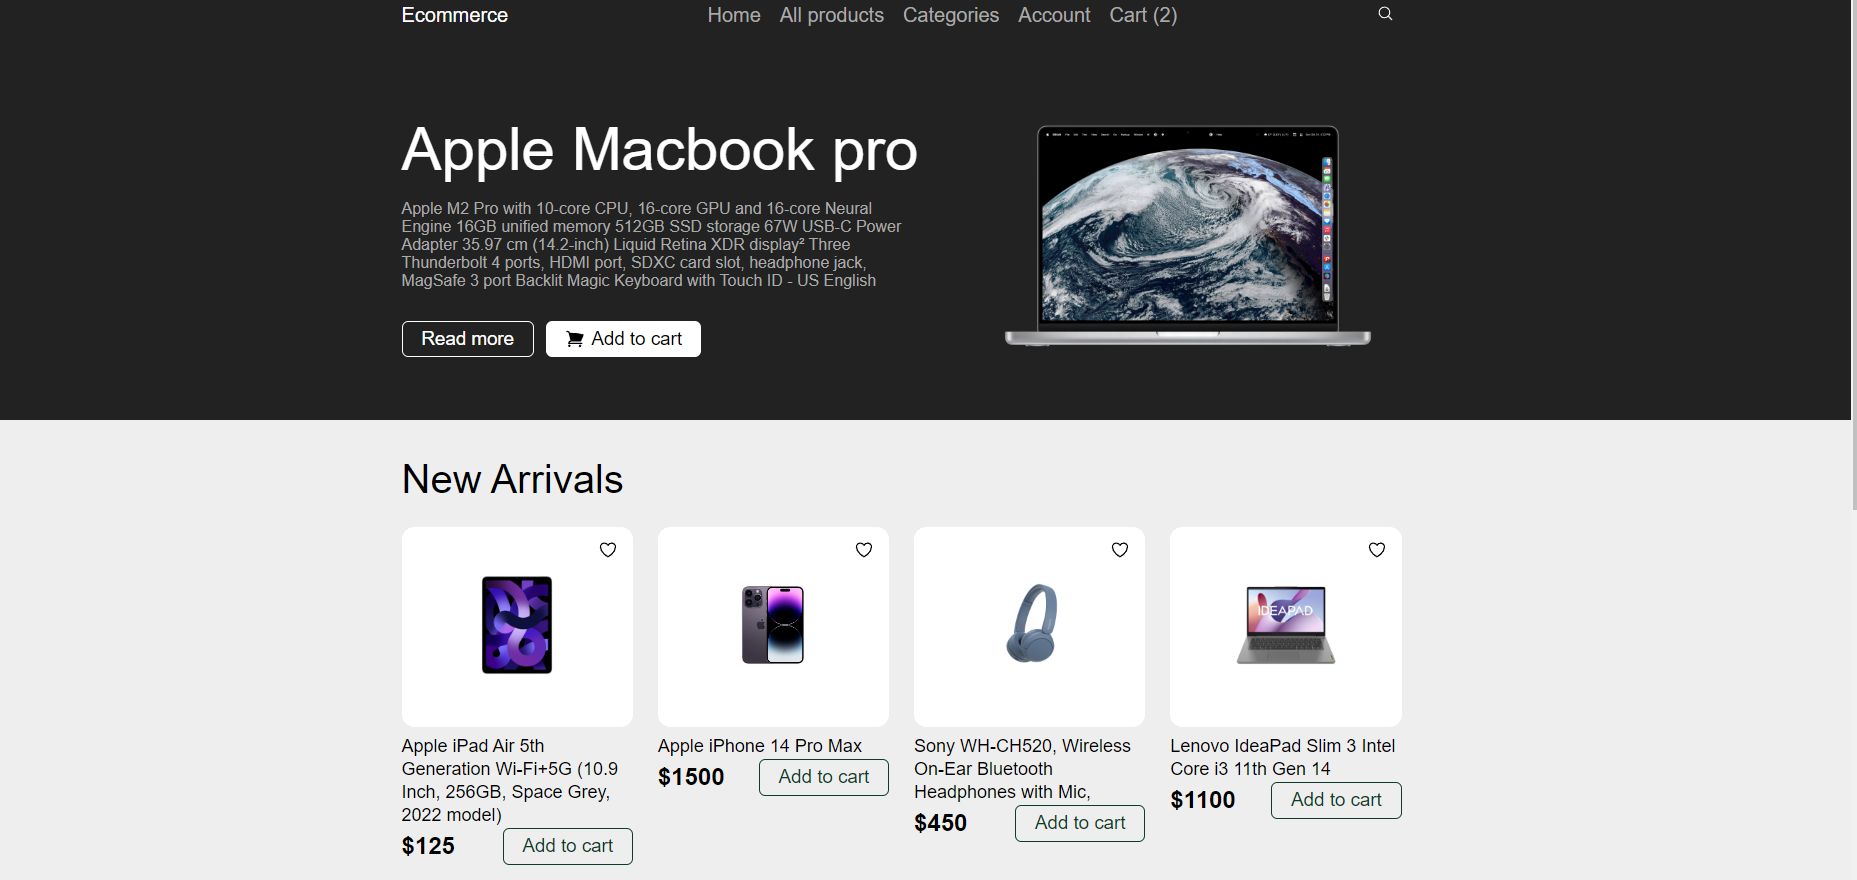 Ecommerce
Home All products Categories Account Cart (2)
Apple Macbook pro
Apple M2 Pro with 10-core CPU, 16-core GPU and 16-core Neural
Engine 16GB unified memory 512GB SSD storage 67W USB-C Power
Adapter 35.97 cm (14.2-inch) Liquid Retina XDR display² Three
Thunderbolt 4 ports, HDMI port, SDXC card slot, headphone jack,
MagSafe 3 port Backlit Magic Keyboard with Touch ID - US English
Read more
Add to cart
New Arrivals
IDEAPAD
Apple iPad Air 5th
Generation Wi-Fi+5G (10.9
Inch, 256GB, Space Grey,
2022 model)
$125
Add to cart
Apple iPhone 14 Pro Max
$1500
Add to cart
Sony WH-CH520, Wireless
On-Ear Bluetooth
Headphones with Mic,
$450
Add to cart
Lenovo IdeaPad Slim 3 Intel
Core i3 11th Gen 14
$1100
Add to cart